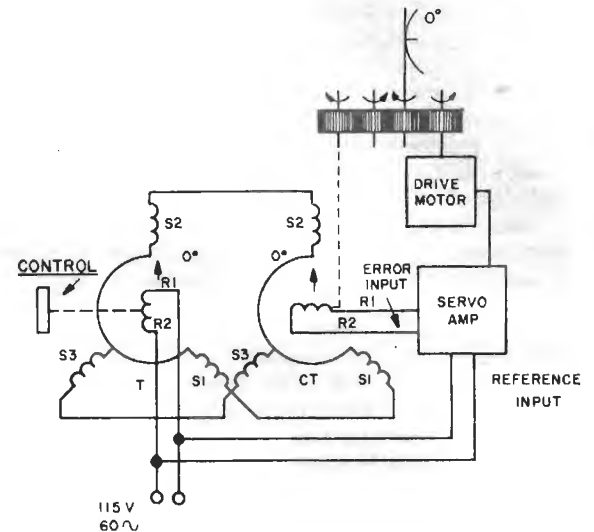 0°
DRIVE
MOTOR
S2
S2
0°
0°
CONTROL
R1
R2
ERROR
INPUT
R1
R2
SERVO
AMP
S3
T
S1
S3
CT
S1
REFERENCE
INPUT
115V
60∿